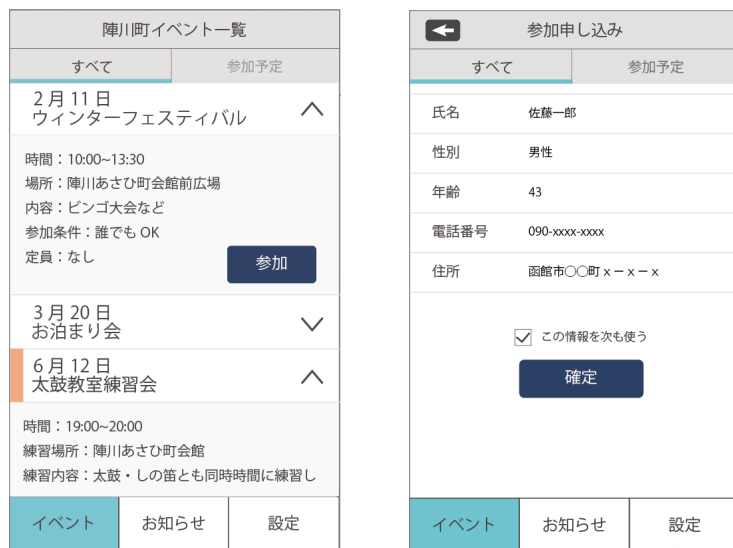 陣川町イベント一覧
すべて
参加予定
2月11日
ウィンターフェスティバル
時間：10:00~13:30
場所：陣川あさひ町会館前広場
内容：ビンゴ大会など
参加条件：誰でも OK
定員：なし
参加
3月20日
お泊まり会
6月12日
太鼓教室練習会
時間：19:00~20:00
練習場所：陣川あさひ町会館
練習内容：太鼓・しの笛とも同時時間に練習し
イベント
お知らせ
設定
参加申し込み
すべて
参加予定
氏名 佐藤一郎
性別 男性
年齢 43
電話番号 090-xxxx-xxxx
住所 函館市○○町 x － x － x
この情報を次も使う
確定
イベント
お知らせ
設定